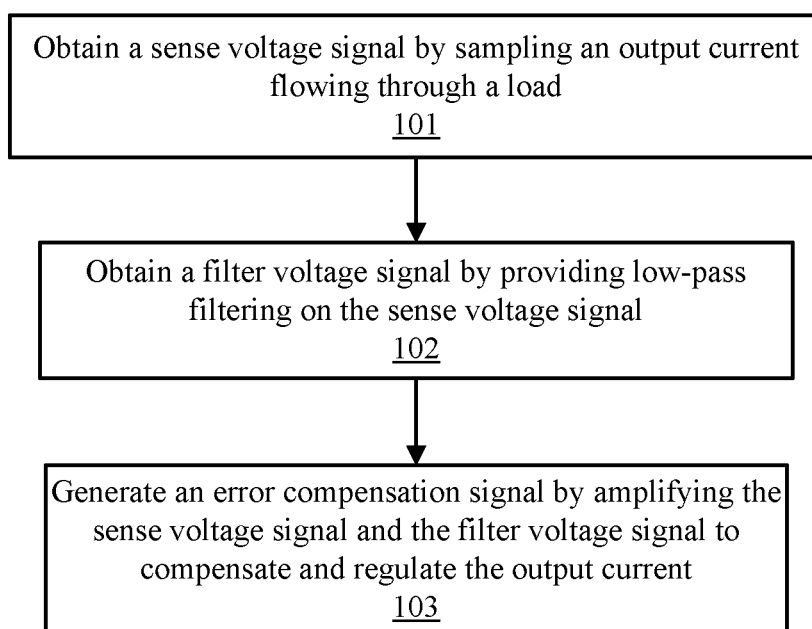 Obtain a sense voltage signal by sampling an output current
flowing through a load
101
Obtain a filter voltage signal by providing low-pass
filtering on the sense voltage signal
102
Generate an error compensation signal by amplifying the
sense voltage signal and the filter voltage signal to
compensate and regulate the output current
103